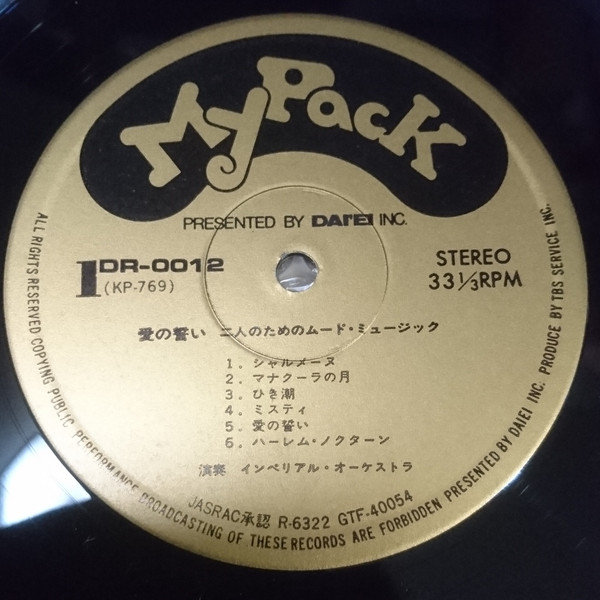 MyPack
PRESENTED BY DAI'EI INC.
1 DR-0012
(KP-769)
STEREO
33 1/3 RPM
愛の誓い 二人のためのムード・ミュージック
1. シャルメーヌ
2. マナクーラの月
3. ひき潮
4. ミスティ
5. 愛の誓い
6. ハーレム・ノクターン
演奏 インペリアル・オーケストラ
JASRAC承認 R-6322 GTF-40054
ALL RIGHTS RESERVED COPYING PUBLIC PERFORMANCE BROADCASTING OF THESE RECORDS ARE FORBIDDEN PRESENTED BY DAIEI INC. PRODUCE BY TBS SERVICE INC.